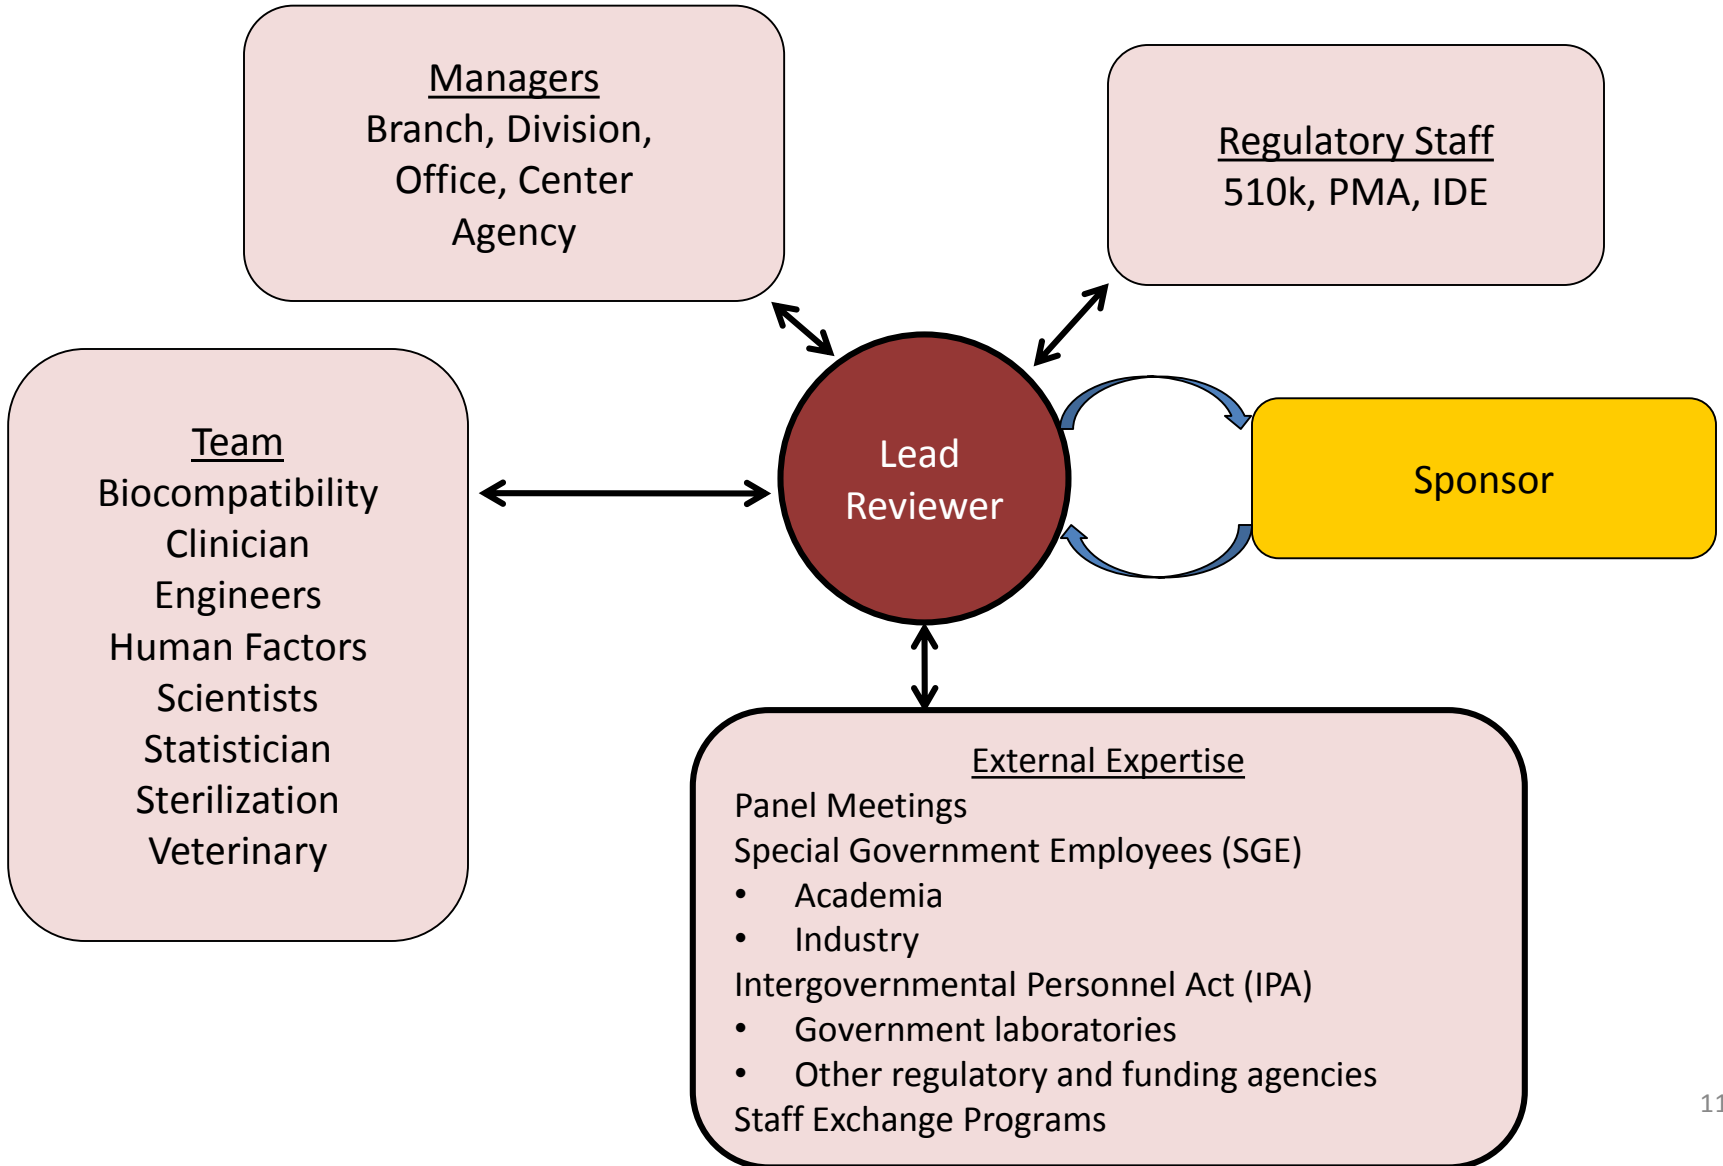 Managers
Branch, Division,
Office, Center
Agency
Regulatory Staff
510k, PMA, IDE
Team
Biocompatibility
Clinician
Engineers
Human Factors
Scientists
Statistician
Sterilization
Veterinary
Lead
Reviewer
Sponsor
External Expertise
Panel Meetings
Special Government Employees (SGE)
• Academia
• Industry
Intergovernmental Personnel Act (IPA)
• Government laboratories
• Other regulatory and funding agencies
Staff Exchange Programs
11